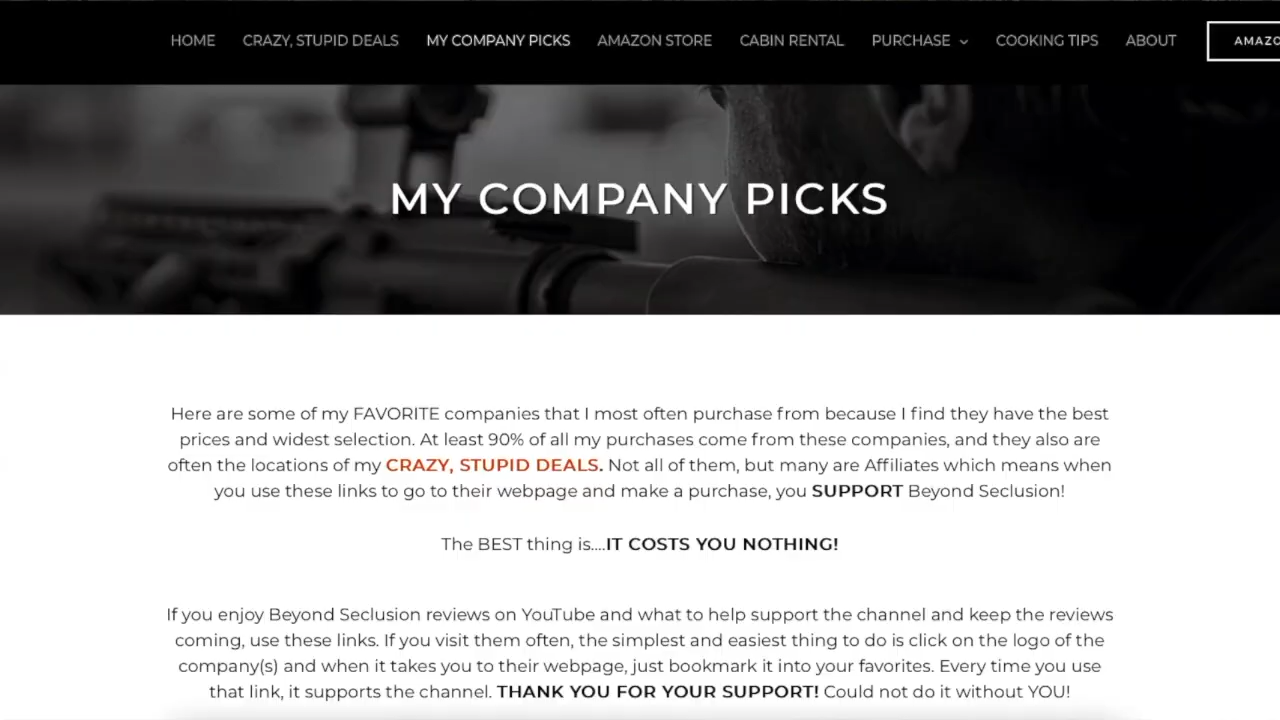 HOME CRAZY, STUPID DEALS MY COMPANY PICKS AMAZON STORE CABIN RENTAL PURCHASE COOKING TIPS ABOUT
MY COMPANY PICKS
Here are some of my FAVORITE companies that I most often purchase from because I find they have the best
prices and widest selection. At least 90% of all my purchases come from these companies, and they also are
often the locations of my CRAZY, STUPID DEALS. Not all of them, but many are Affiliates which means when
you use these links to go to their webpage and make a purchase, you SUPPORT Beyond Seclusion!
The BEST thing is....IT COSTS YOU NOTHING!
If you enjoy Beyond Seclusion reviews on YouTube and what to help support the channel and keep the reviews
coming, use these links. If you visit them often, the simplest and easiest thing to do is click on the logo of the
company(s) and when it takes you to their webpage, just bookmark it into your favorites. Every time you use
that link, it supports the channel. THANK YOU FOR YOUR SUPPORT! Could not do it without YOU!